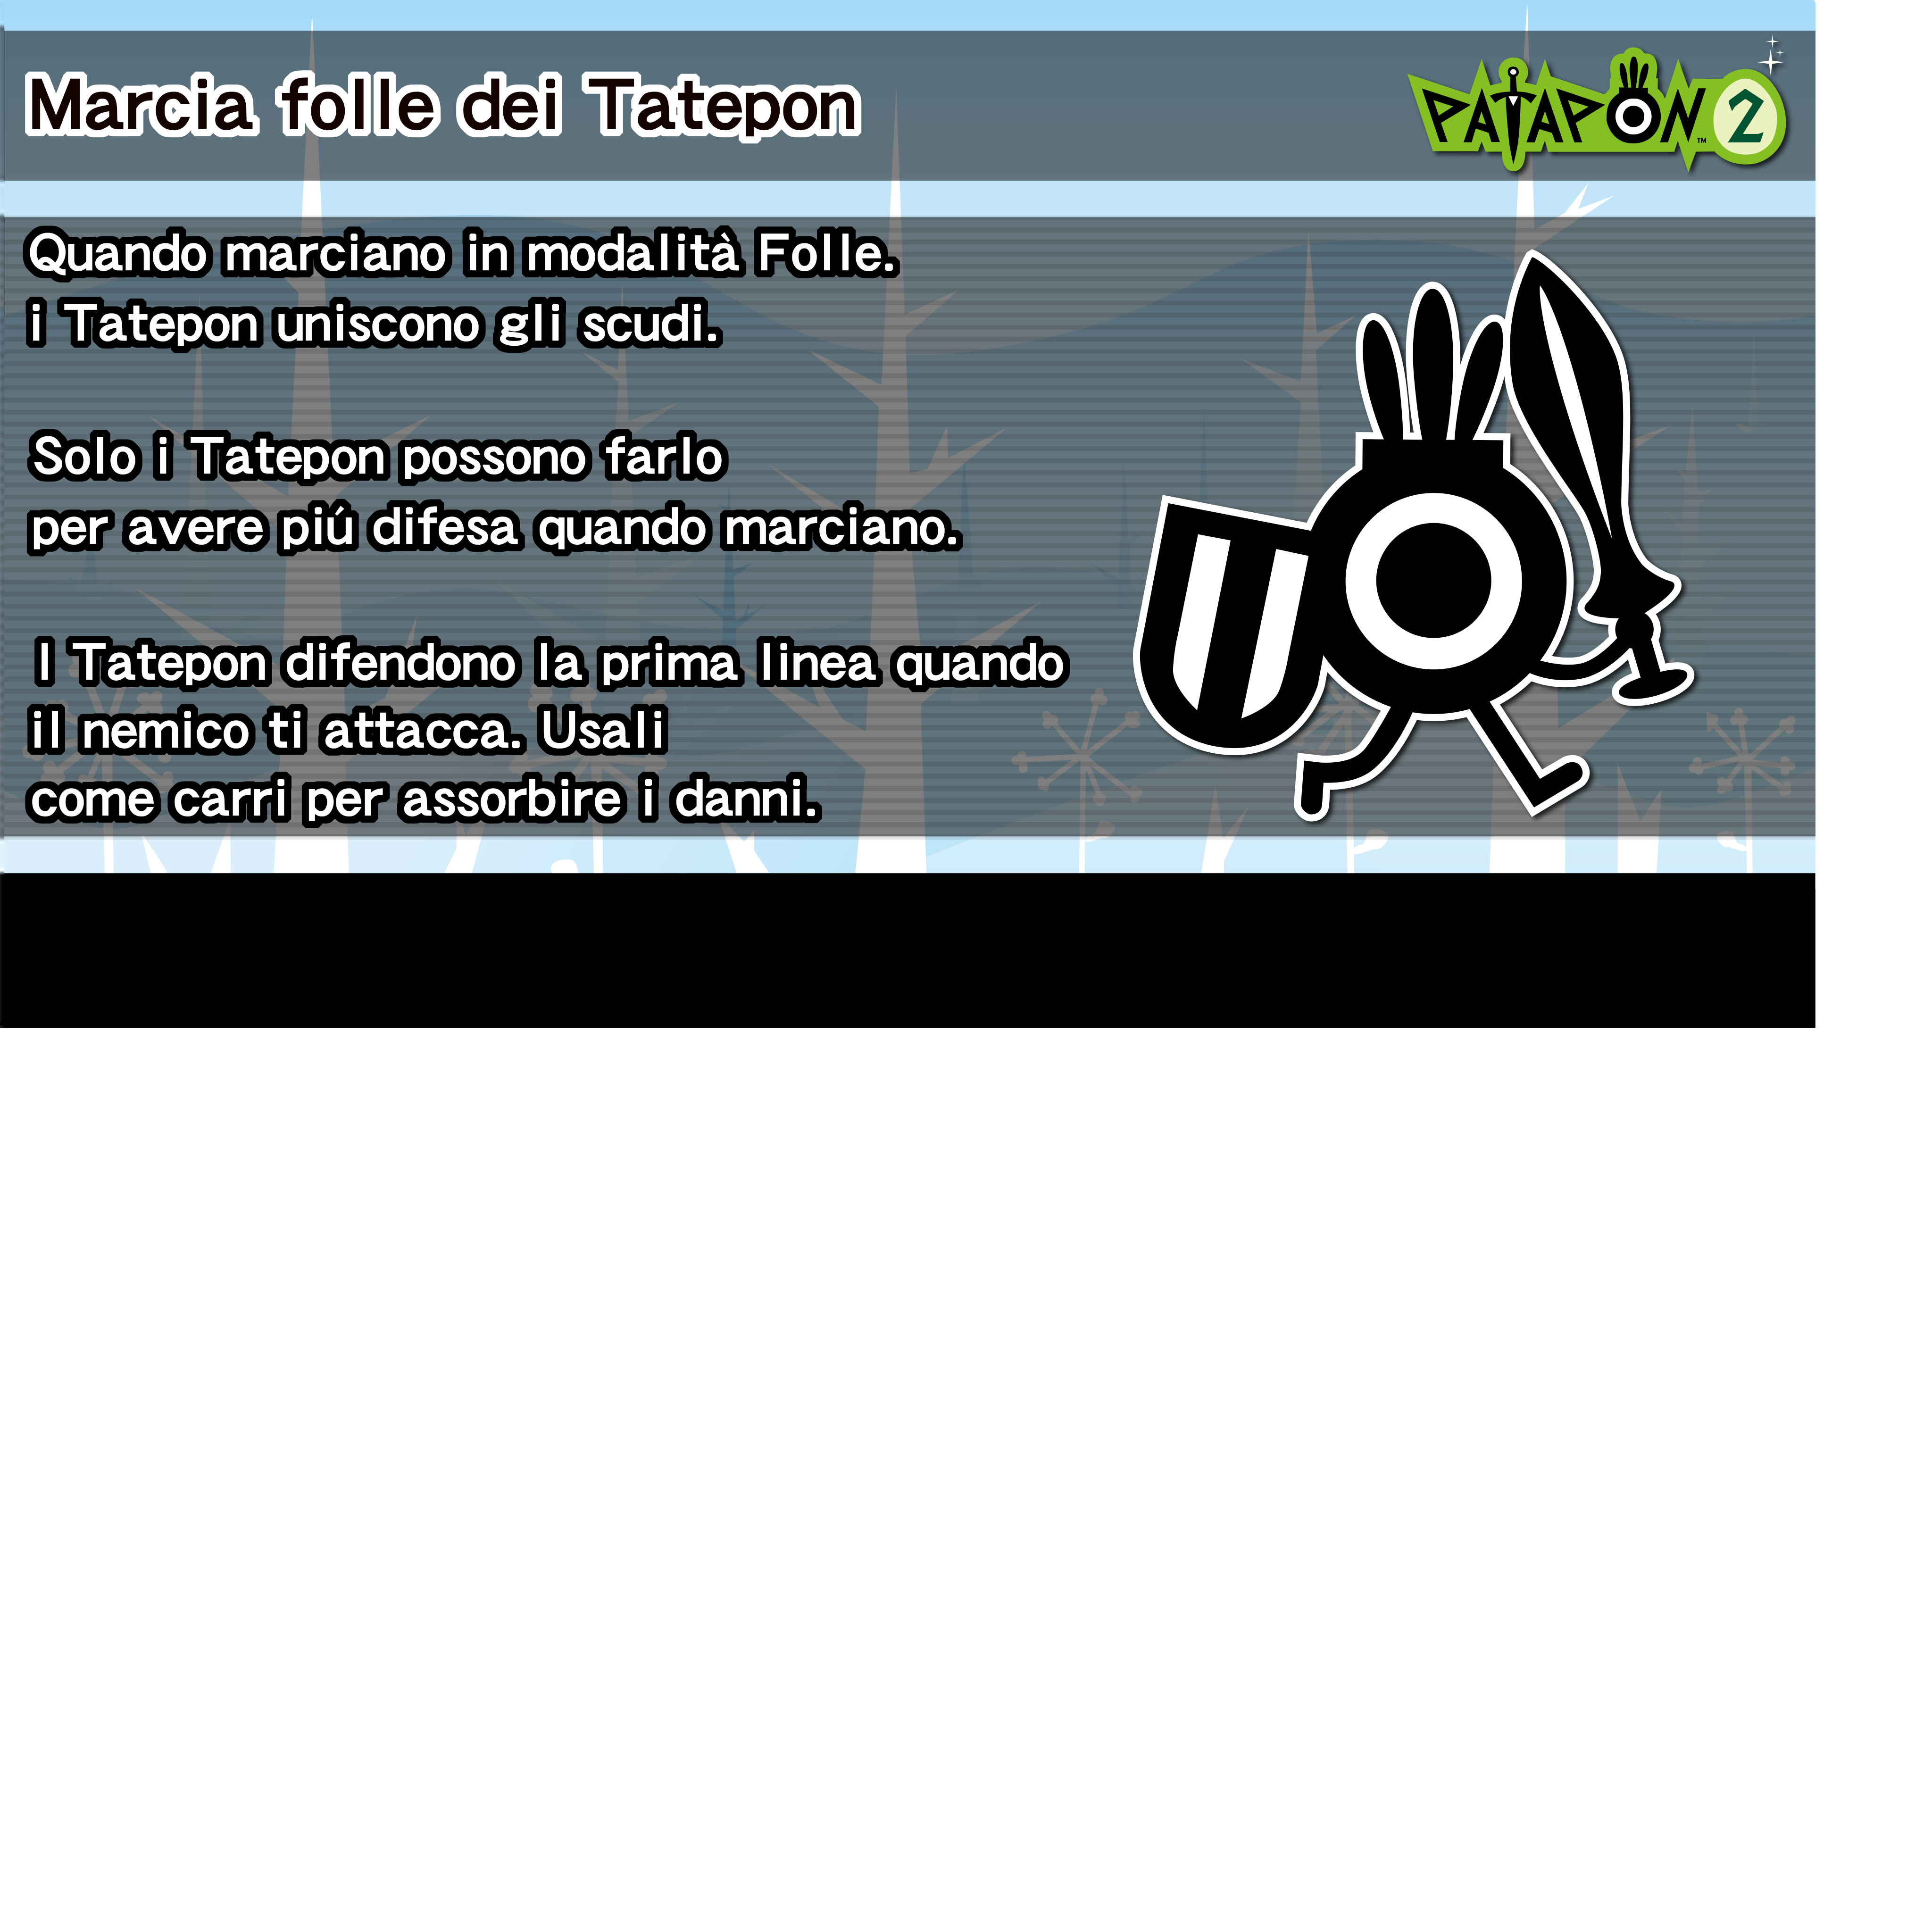 Marcia folle dei Tatepon
PATAPON 2
TM
Quando marciano in modalità Folle.
i Tatepon uniscono gli scudi.
Solo i Tatepon possono farlo
per avere piú difesa quando marciano.
I Tatepon difendono la prima linea quando
il nemico ti attacca. Usali
come carri per assorbire i danni.